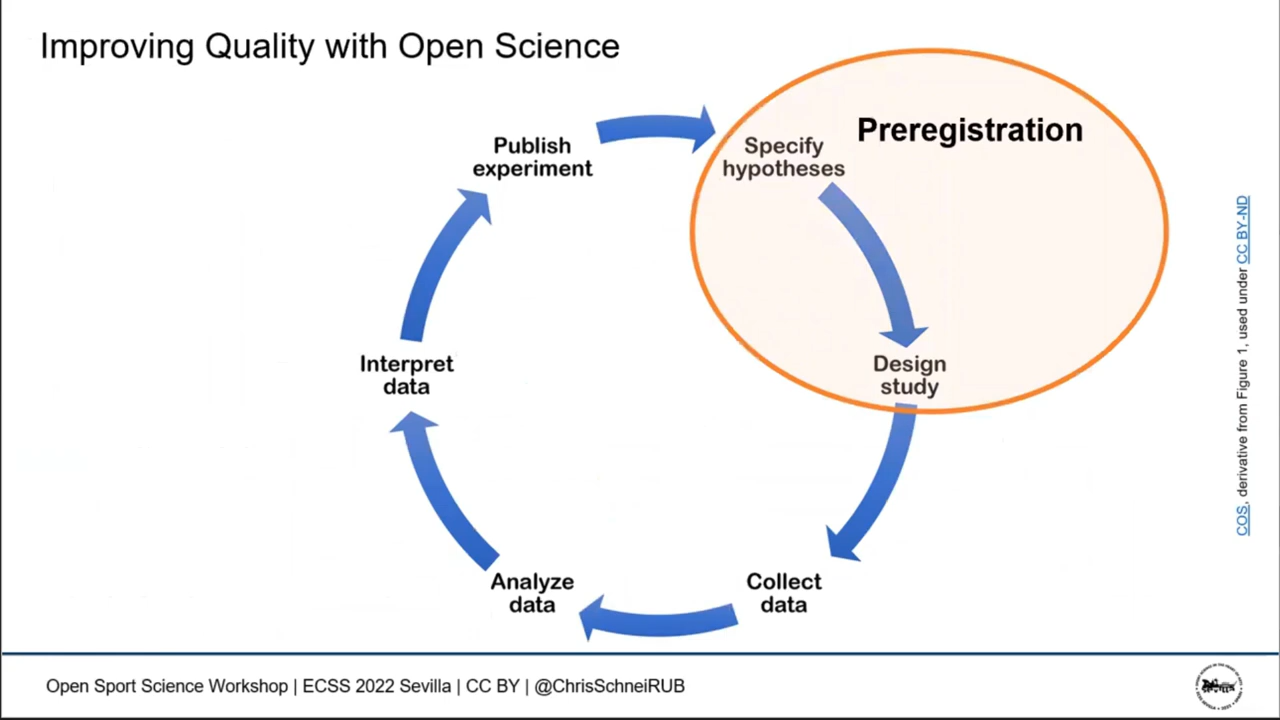 Improving Quality with Open Science
Preregistration
Publish
experiment
Specify
hypotheses
Design
study
Collect
data
Analyze
data
Interpret
data
COS, derivative from Figure 1, used under CC BY-ND
Open Sport Science Workshop | ECSS 2022 Sevilla | CC BY | @ChrisSchneiRUB